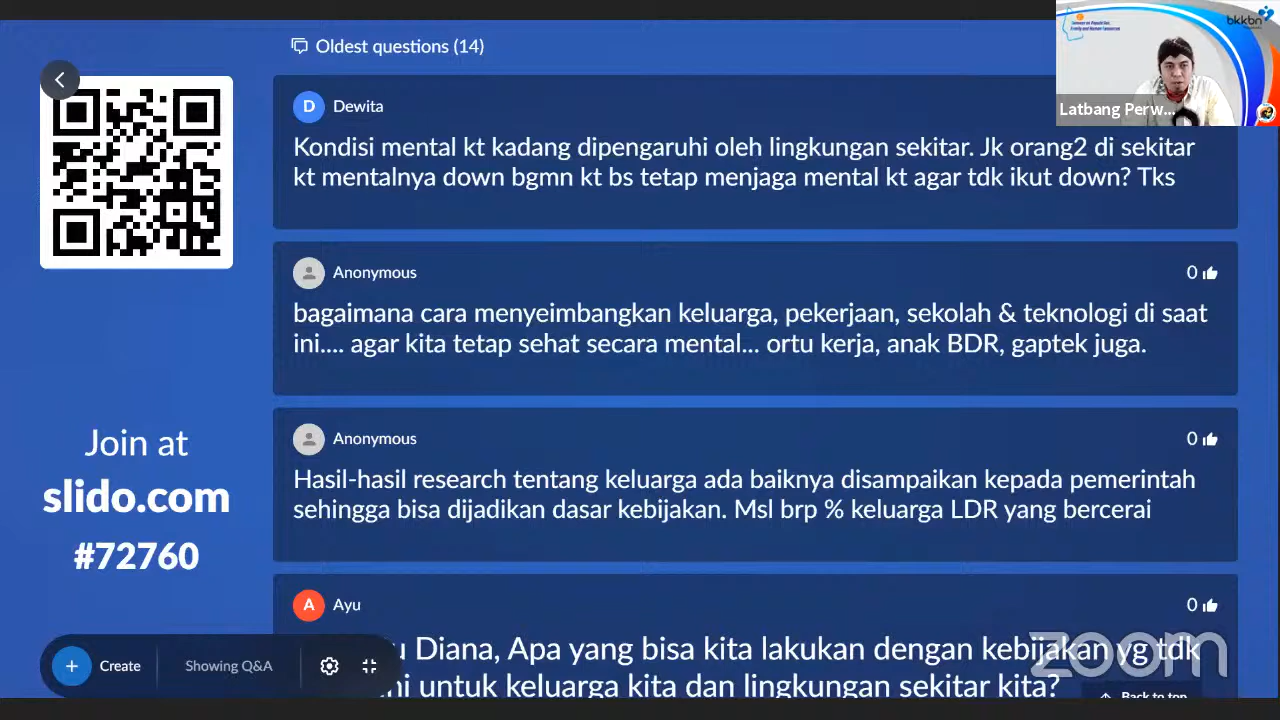 Oldest questions (14)
bkkbn
Latbang Perw...
D Dewita
Kondisi mental kt kadang dipengaruhi oleh lingkungan sekitar. Jk orang2 di sekitar
kt mentalnya down bgmn kt bs tetap menjaga mental kt agar tdk ikut down? Tks
Anonymous
0
bagaimana cara menyeimbangkan keluarga, pekerjaan, sekolah & teknologi di saat
ini.... agar kita tetap sehat secara mental... ortu kerja, anak BDR, gaptek juga.
Anonymous
0
Hasil-hasil research tentang keluarga ada baiknya disampaikan kepada pemerintah
sehingga bisa dijadikan dasar kebijakan. Msl brp % keluarga LDR yang bercerai
A Ayu
0
Diana, Apa yang bisa kita lakukan dengan kebijakan yg tdk
untuk keluarga kita dan lingkungan sekitar kita?
Join at
slido.com
#72760
+ Create
Showing Q&A
zoom
Back to top